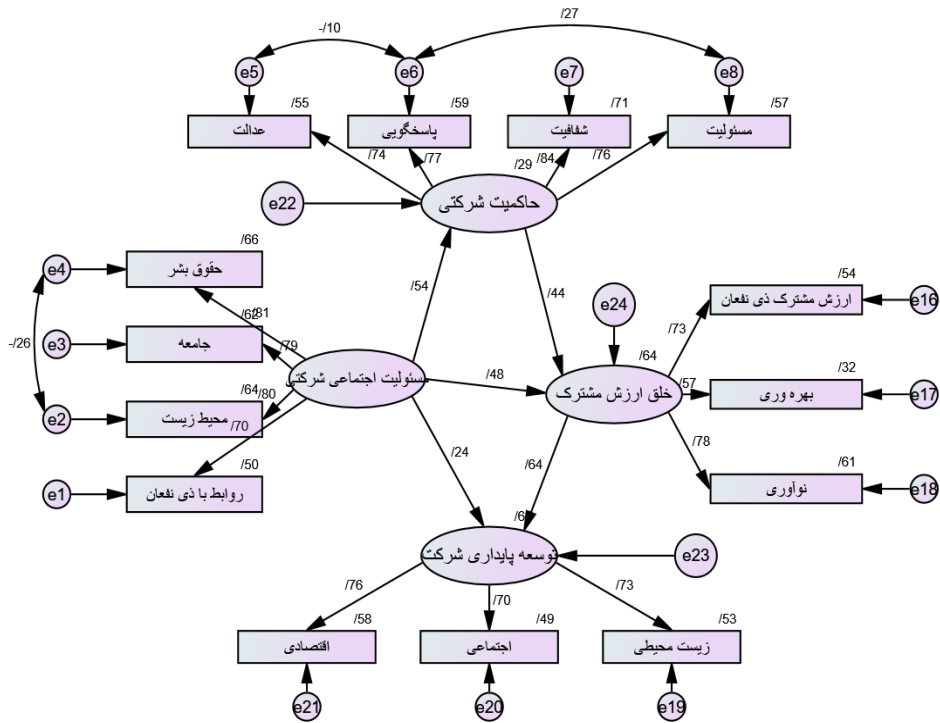 /27
-/10
e5
e6
e7
e8
/55
/59
/71
/57
عدالت
پاسخگویی
شفافیت
مسئولیت
/74
/77
/29
/84
/76
e22
حاکمیت شرکتی
/66
e4
حقوق بشر
/54
/44
e24
/54
ارزش مشترک ذی نفعان
e16
-/26
/62
/81
e3
جامعه
/79
/73
/64
مسئولیت اجتماعی شرکتی
/48
خلق ارزش مشترک
/57
/32
بهره وری
e17
/64
/80
e2
محیط زیست
/70
/78
/24
/64
/50
/61
e1
روابط با ذی نفعان
نوآوری
e18
توسعه پایداری شرکت
e23
/76
/70
/73
/58
/49
/53
اقتصادی
اجتماعی
زیست محیطی
e21
e20
e19